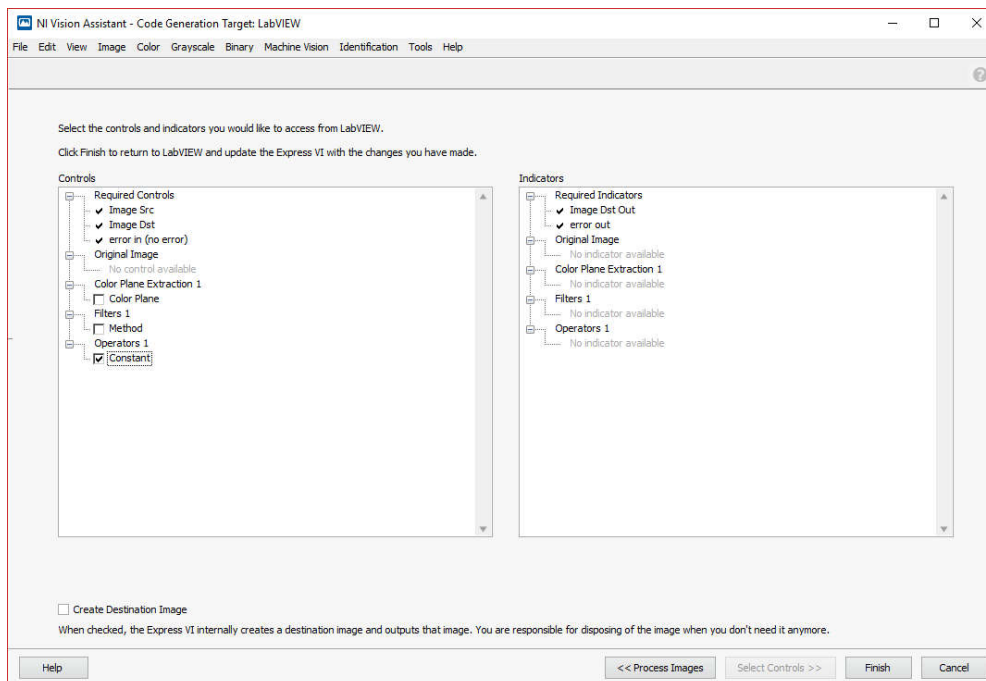 NI Vision Assistant - Code Generation Target: LabVIEW
File Edit View Image Color Grayscale Binary Machine Vision Identification Tools Help
?
Select the controls and indicators you would like to access from LabVIEW.
Click Finish to return to LabVIEW and update the Express VI with the changes you have made.
Controls
Required Controls
Image Src
Image Dst
error in (no error)
Original Image
No control available
Color Plane Extraction 1
Color Plane
Filters 1
Method
Operators 1
Constant
Indicators
Required Indicators
Image Dst Out
error out
Original Image
No indicator available
Color Plane Extraction 1
No indicator available
Filters 1
No indicator available
Operators 1
No indicator available
Create Destination Image
When checked, the Express VI internally creates a destination image and outputs that image. You are responsible for disposing of the image when you don't need it anymore.
Help << Process Images Select Controls >> Finish Cancel